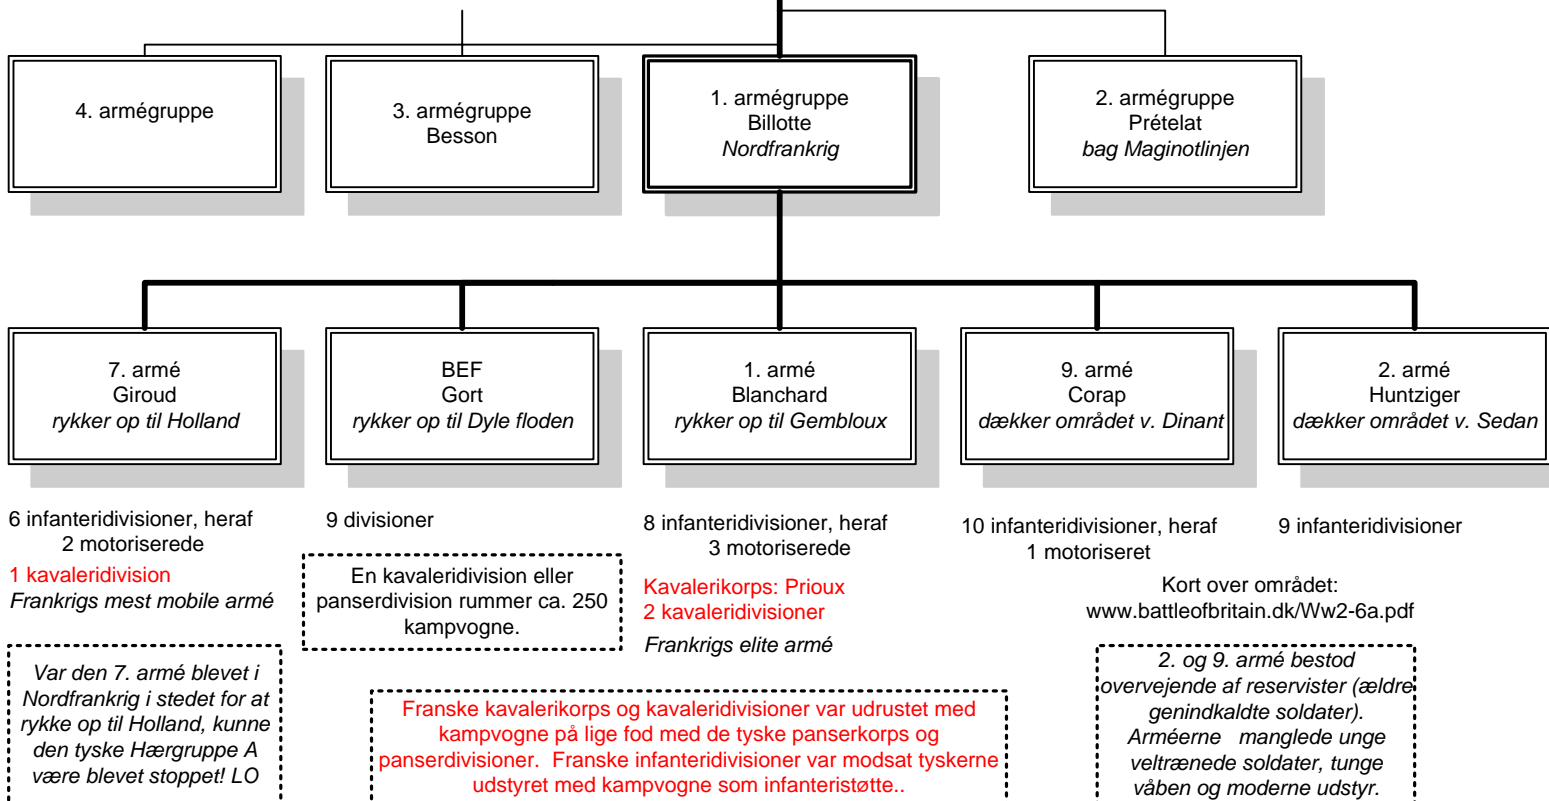 4. armégruppe
3. armégruppe
Besson
1. armégruppe
Billotte
Nordfrankrig
2. armégruppe
Prételat
bag Maginotlinjen
7. armé
Giroud
rykker op til Holland
BEF
Gort
rykker op til Dyle floden
1. armé
Blanchard
rykker op til Gembloux
9. armé
Corap
dækker området v. Dinant
2. armé
Huntziger
dækker området v. Sedan
6 infanteridivisioner, heraf
2 motoriserede
1 kavaleridivision
Frankrigs mest mobile armé
9 divisioner
8 infanteridivisioner, heraf
3 motoriserede
Kavalerikorps: Prioux
2 kavaleridivisioner
Frankrigs elite armé
10 infanteridivisioner, heraf
1 motoriseret
9 infanteridivisioner
En kavaleridivision eller
panserdivision rummer ca. 250
kampvogne.
Kort over området:
www.battleofbritain.dk/Ww2-6a.pdf
Var den 7. armé blevet i
Nordfrankrig i stedet for at
rykke op til Holland, kunne
den tyske Hærgruppe A
være blevet stoppet! LO
Franske kavalerikorps og kavaleridivisioner var udrustet med
kampvogne på lige fod med de tyske panserkorps og
panserdivisioner. Franske infanteridivisioner var modsat tyskerne
udstyret med kampvogne som infanteristøtte..
2. og 9. armé bestod
overvejende af reservister (ældre
genindkaldte soldater).
Arméerne manglede unge
veltrænede soldater, tunge
våben og moderne udstyr.